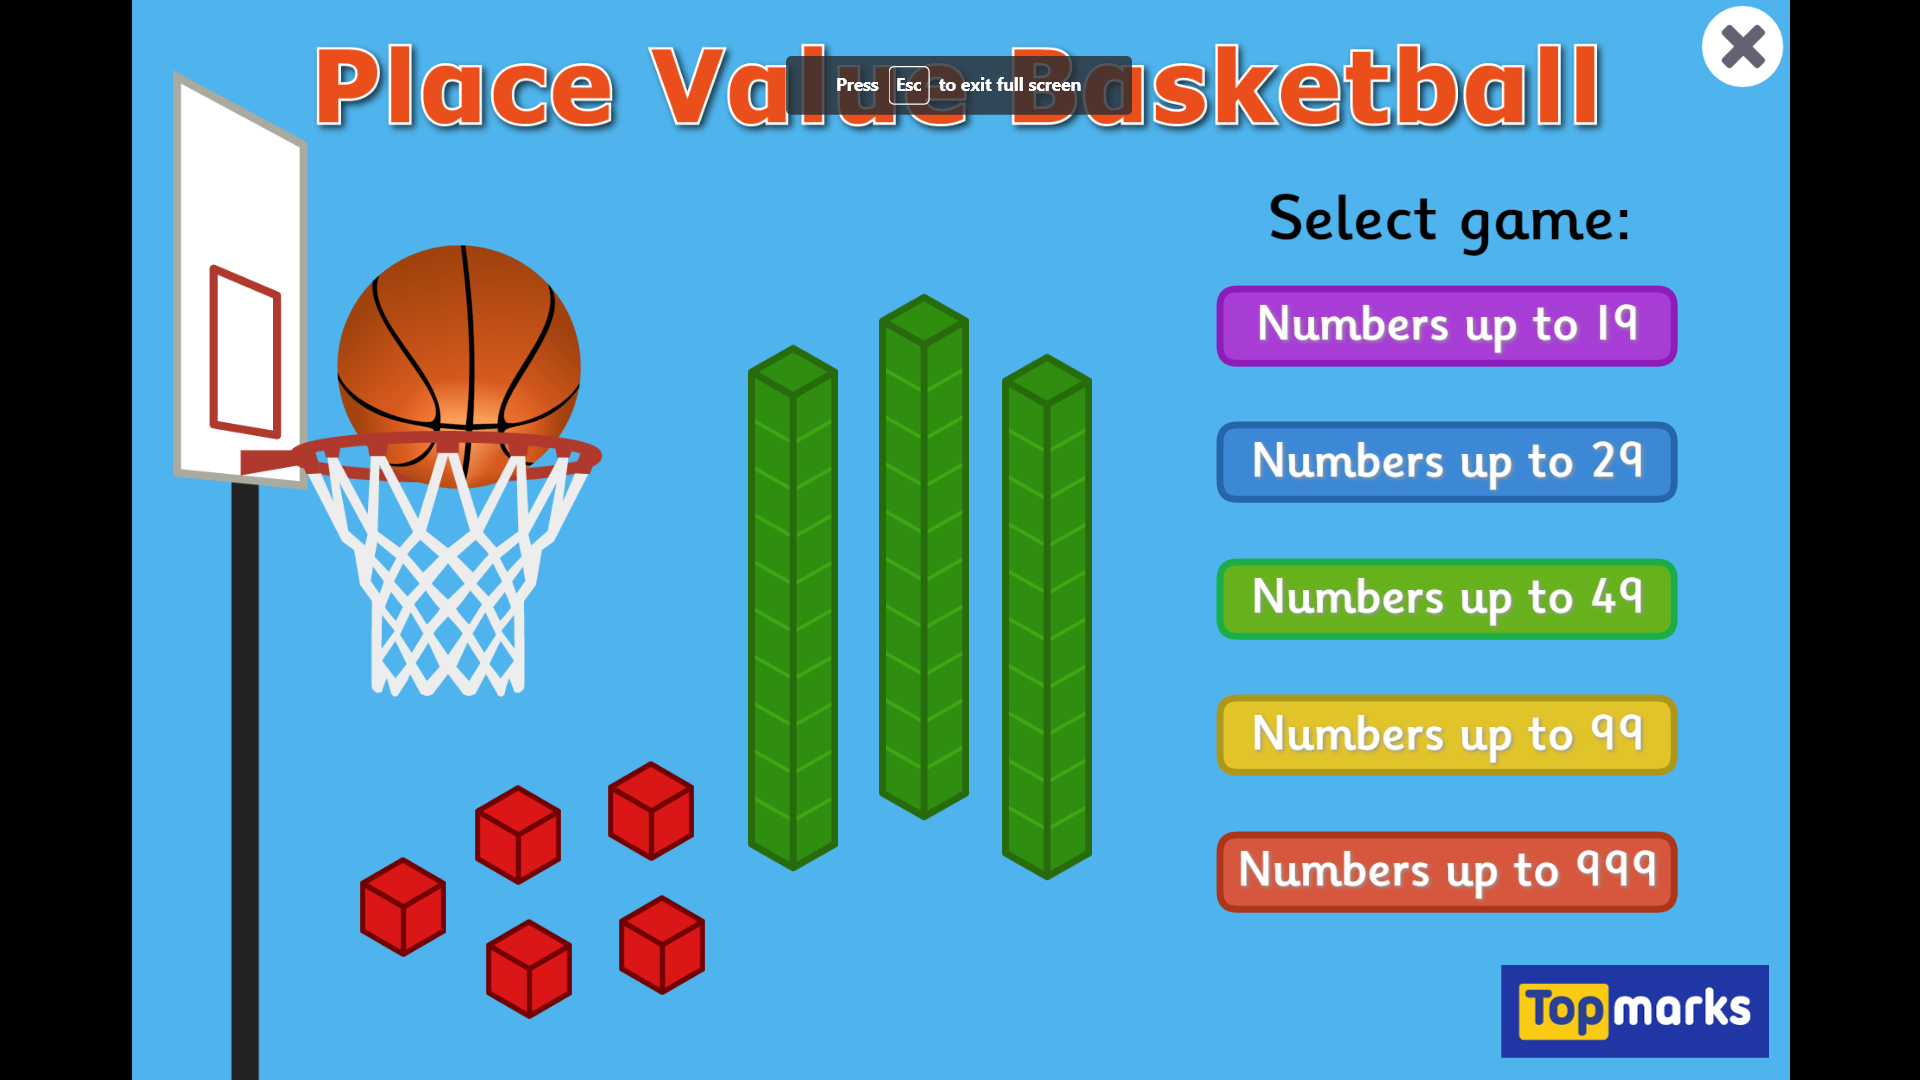 Place Value Basketball
Press Esc to exit full screen
Select game:
Numbers up to 19
Numbers up to 29
Numbers up to 49
Numbers up to 99
Numbers up to 999
Topmarks